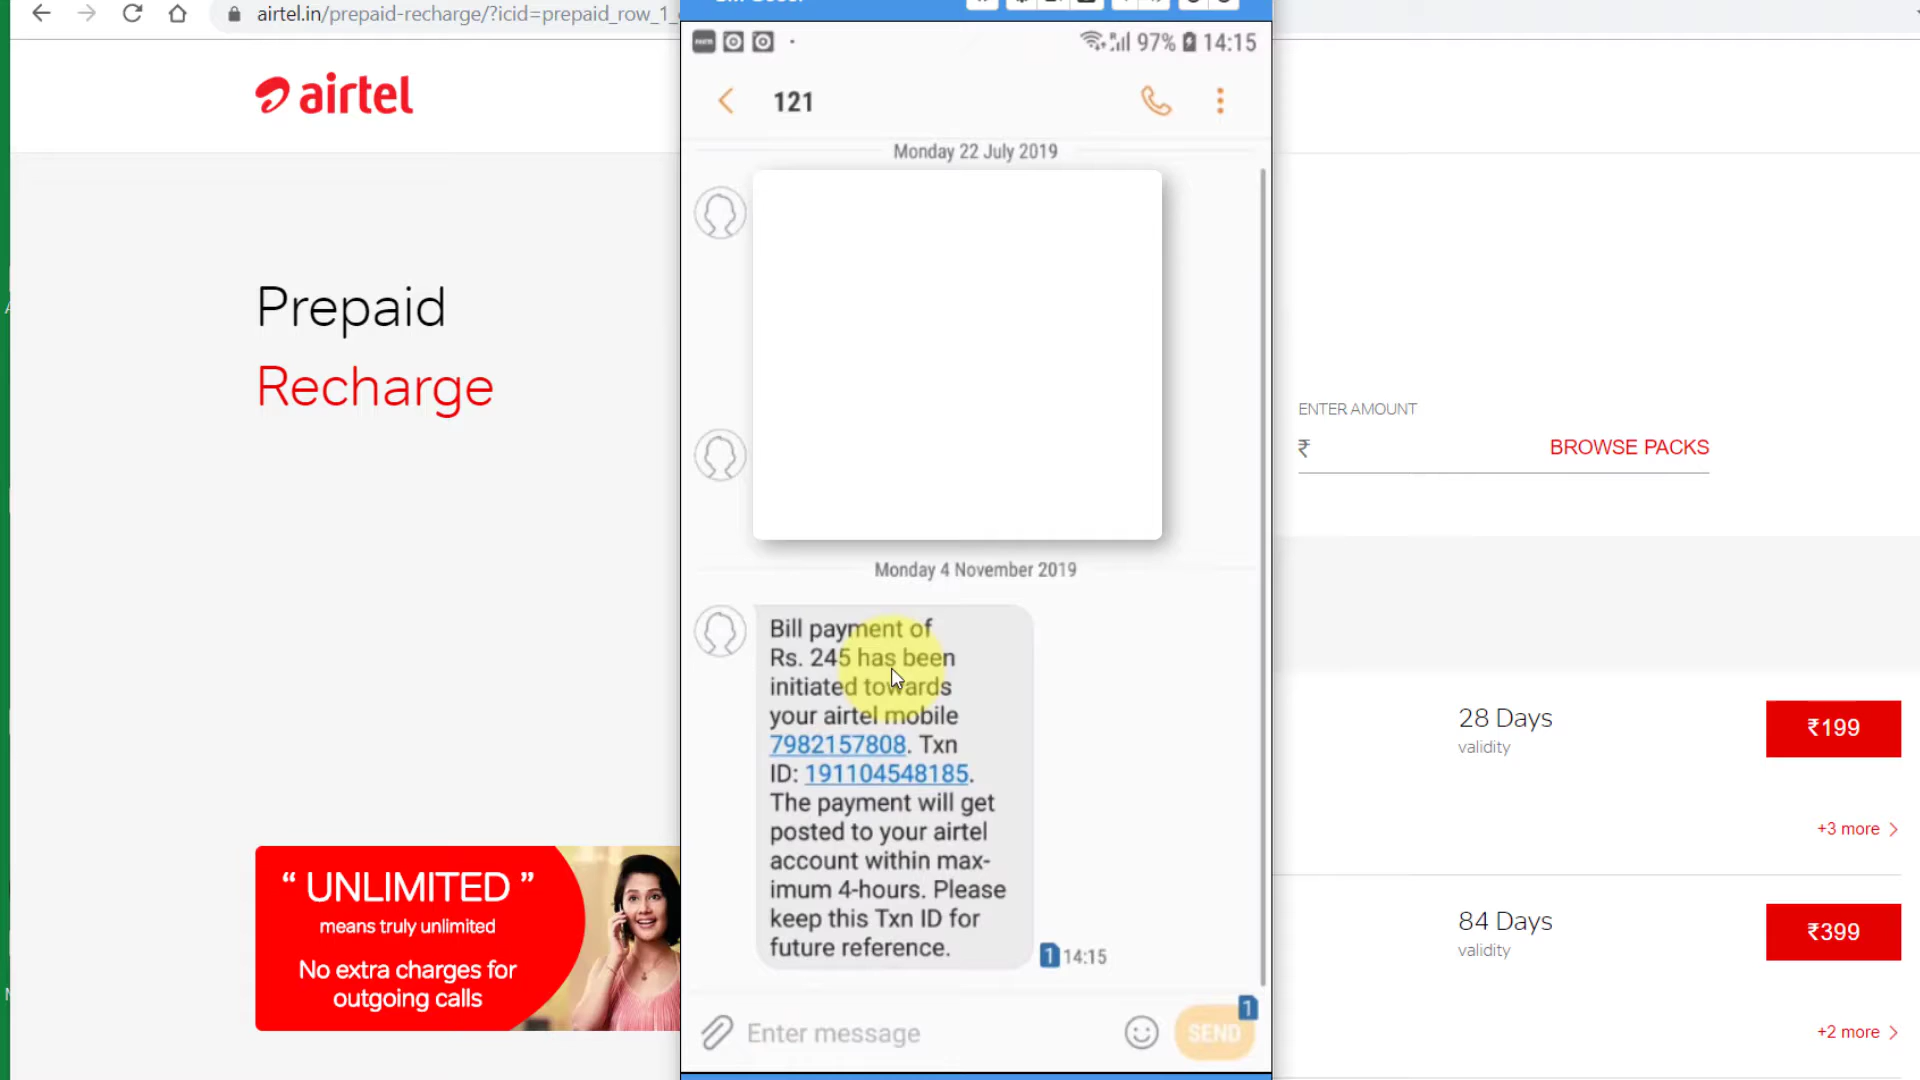 airtel.in/prepaid-recharge/?icid=prepaid_row_1_
airtel
Prepaid
Recharge
“ UNLIMITED ”
means truly unlimited
No extra charges for
outgoing calls
97% 14:15
121
Monday 22 July 2019
Monday 4 November 2019
Bill payment of
Rs. 245 has been
initiated towards
your airtel mobile
7982157808. Txn
ID: 191104548185.
The payment will get
posted to your airtel
account within max-
imum 4-hours. Please
keep this Txn ID for
future reference.
1 14:15
Enter message
SEND
1
ENTER AMOUNT
₹
BROWSE PACKS
28 Days
validity
₹199
+3 more
84 Days
validity
₹399
+2 more